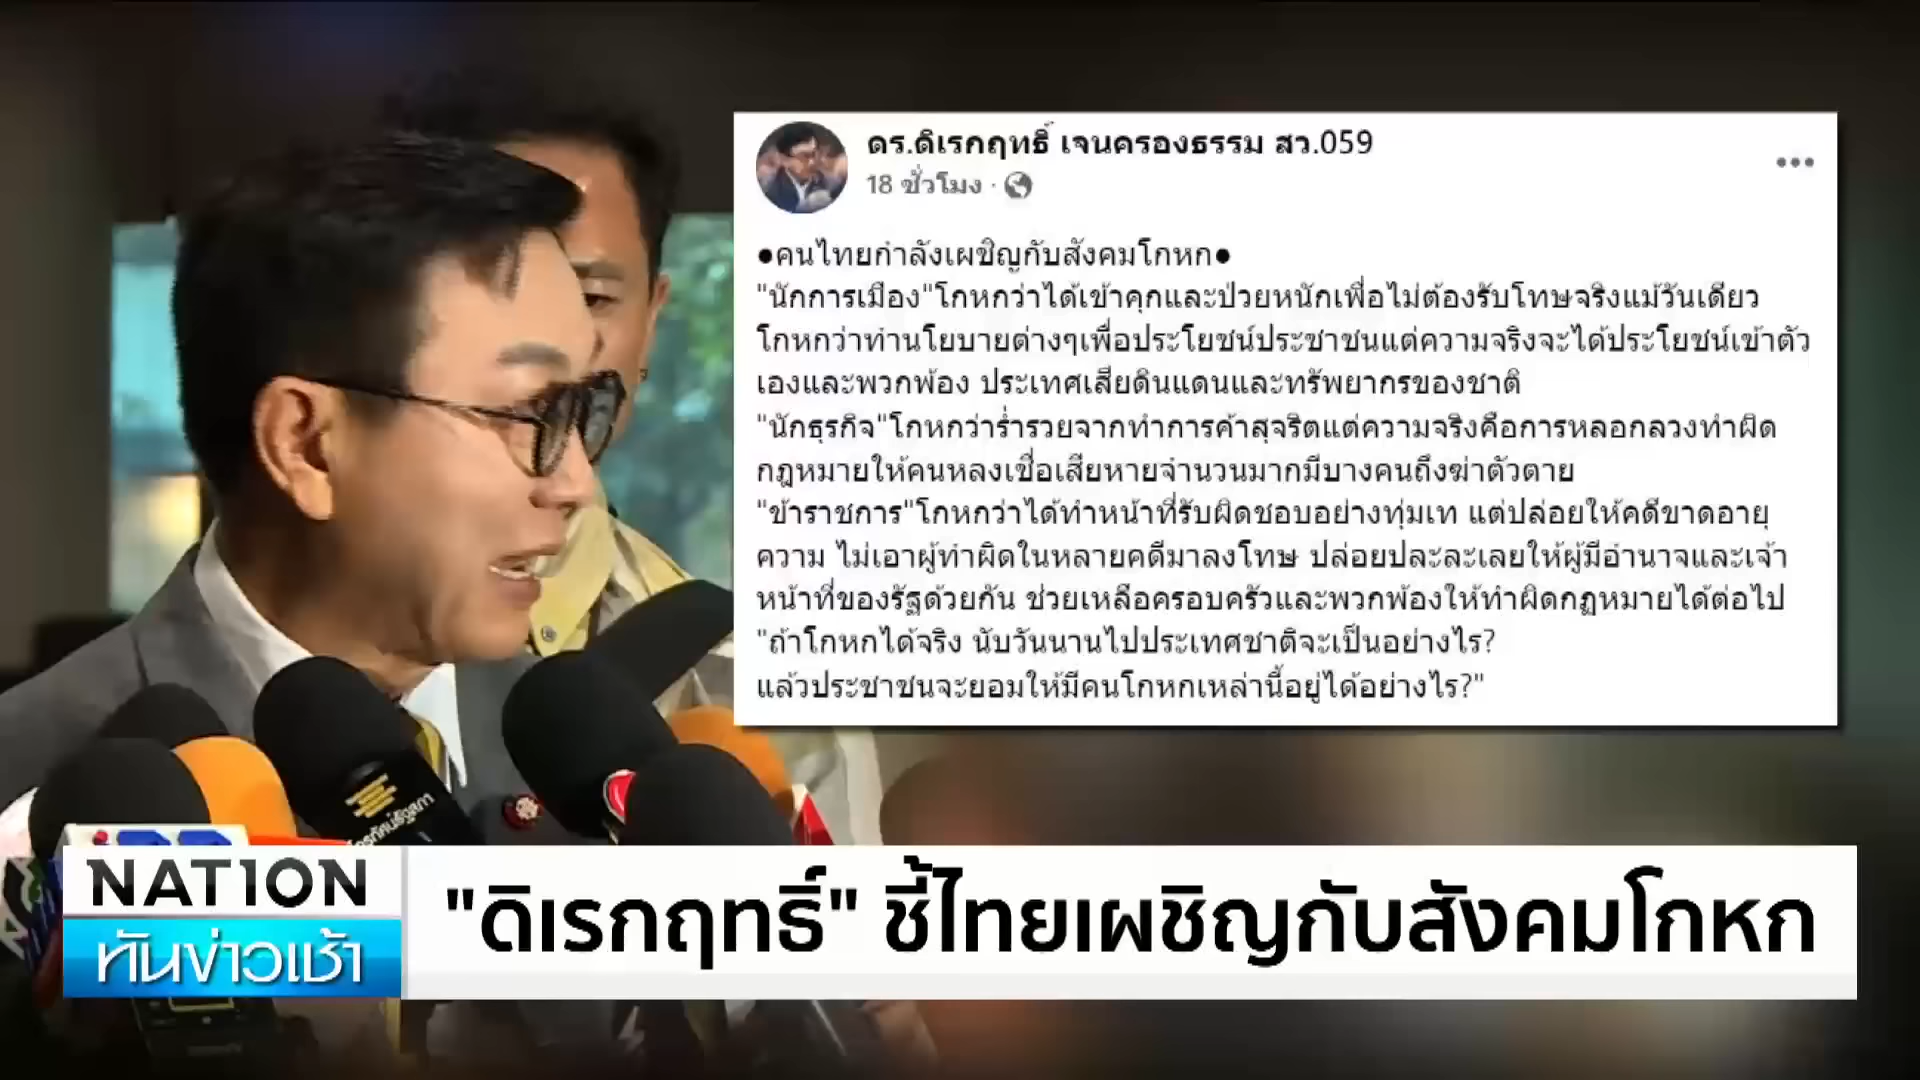 ดร.ดิเรกฤทธิ์ เจนครองธรรม สว.059
18 ชั่วโมง ·
●คนไทยกำลังเผชิญกับสังคมโกหก●
"นักการเมือง"โกหกว่าได้เข้าคุกและป่วยหนักเพื่อไม่ต้องรับโทษจริงแม้วันเดียว
โกหกว่าทำนโยบายต่างๆเพื่อประโยชน์ประชาชนแต่ความจริงจะได้ประโยชน์เข้าตัว
เองและพวกพ้อง ประเทศเสียดินแดนและทรัพยากรของชาติ
"นักธุรกิจ"โกหกว่าร่ำรวยจากทำการค้าสุจริตแต่ความจริงคือการหลอกลวงทำผิด
กฎหมายให้คนหลงเชื่อเสียหายจำนวนมากมีบางคนถึงฆ่าตัวตาย
"ข้าราชการ"โกหกว่าได้ทำหน้าที่รับผิดชอบอย่างทุ่มเท แต่ปล่อยให้คดีขาดอายุ
ความ ไม่เอาผู้ทำผิดในหลายคดีมาลงโทษ ปล่อยปละละเลยให้ผู้มีอำนาจและเจ้า
หน้าที่ของรัฐด้วยกัน ช่วยเหลือครอบครัวและพวกพ้องให้ทำผิดกฎหมายได้ต่อไป
"ถ้าโกหกได้จริง นับวันนานไปประเทศชาติจะเป็นอย่างไร?
แล้วประชาชนจะยอมให้มีคนโกหกเหล่านี้อยู่ได้อย่างไร?"
NATION
ทันข่าวเช้า
"ดิเรกฤทธิ์" ชี้ไทยเผชิญกับสังคมโกหก